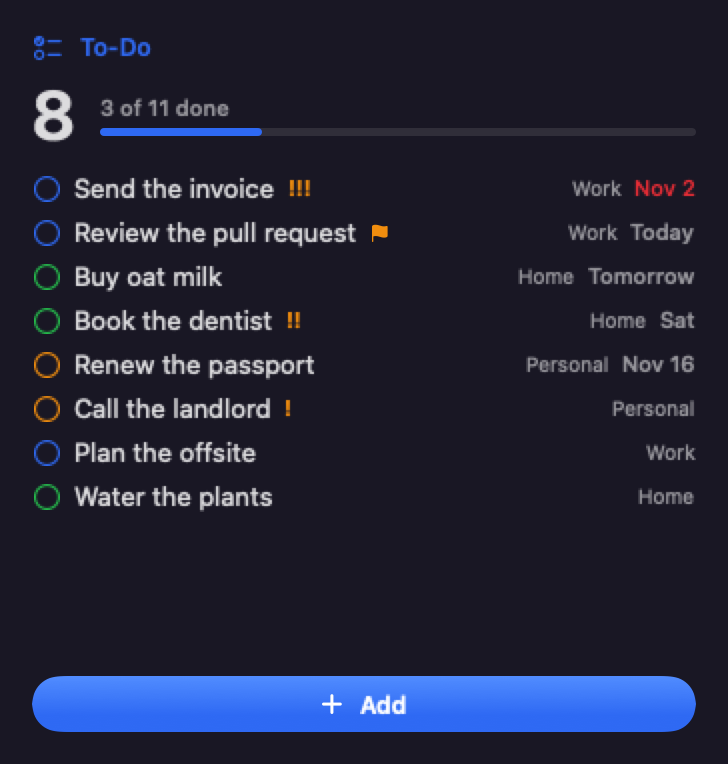 To-Do
8
3 of 11 done
Send the invoice !!! Work Nov 2
Review the pull request Work Today
Buy oat milk Home Tomorrow
Book the dentist !! Home Sat
Renew the passport Personal Nov 16
Call the landlord ! Personal
Plan the offsite Work
Water the plants Home
+ Add